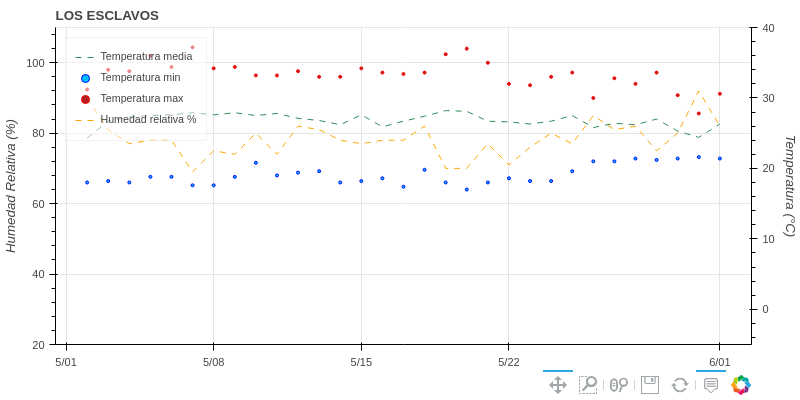 LOS ESCLAVOS
Temperatura media
Temperatura min
Temperatura max
Humedad relativa %
Humedad Relativa (%)
100
80
60
40
20
Temperatura (°C)
40
30
20
10
0
5/01
5/08
5/15
5/22
6/01